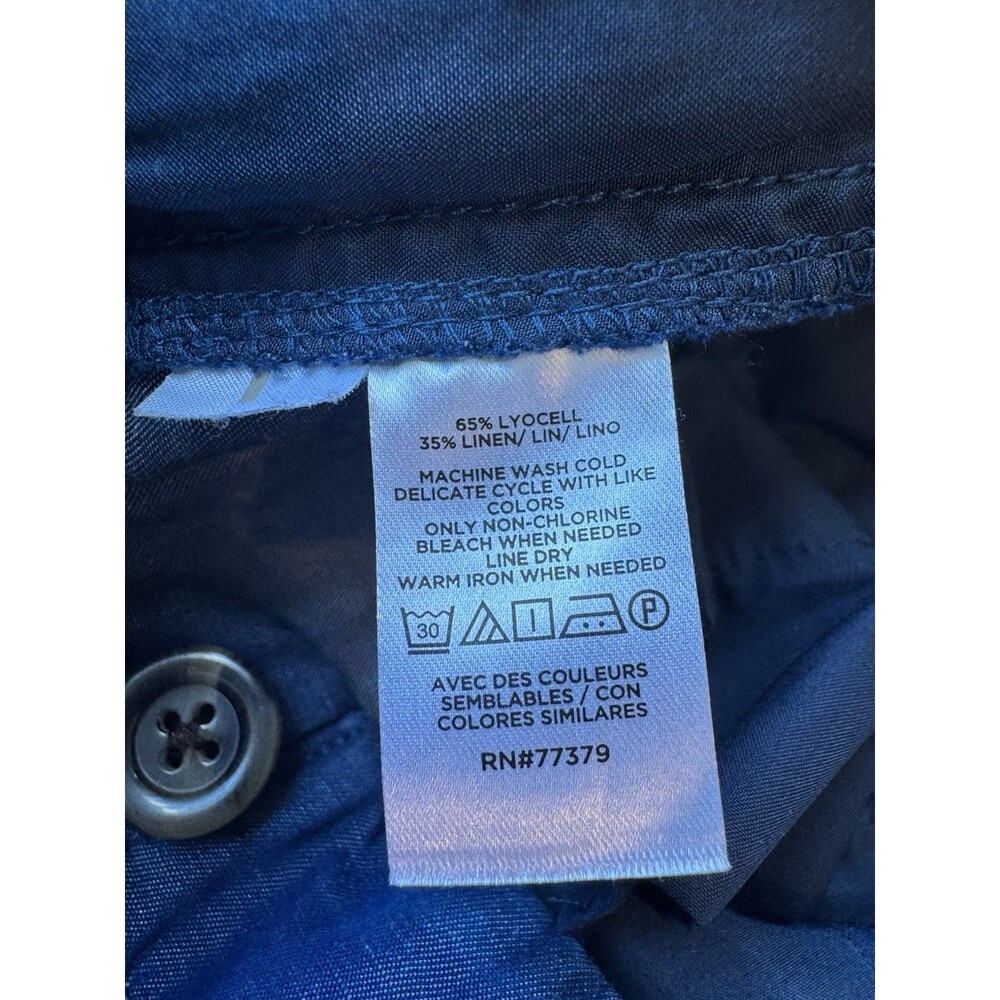 65% LYOCELL
35% LINEN/ LIN/ LINO
MACHINE WASH COLD
DELICATE CYCLE WITH LIKE
COLORS
ONLY NON-CHLORINE
BLEACH WHEN NEEDED
LINE DRY
WARM IRON WHEN NEEDED
30 P
AVEC DES COULEURS
SEMBLABLES / CON
COLORES SIMILARES
RN#77379